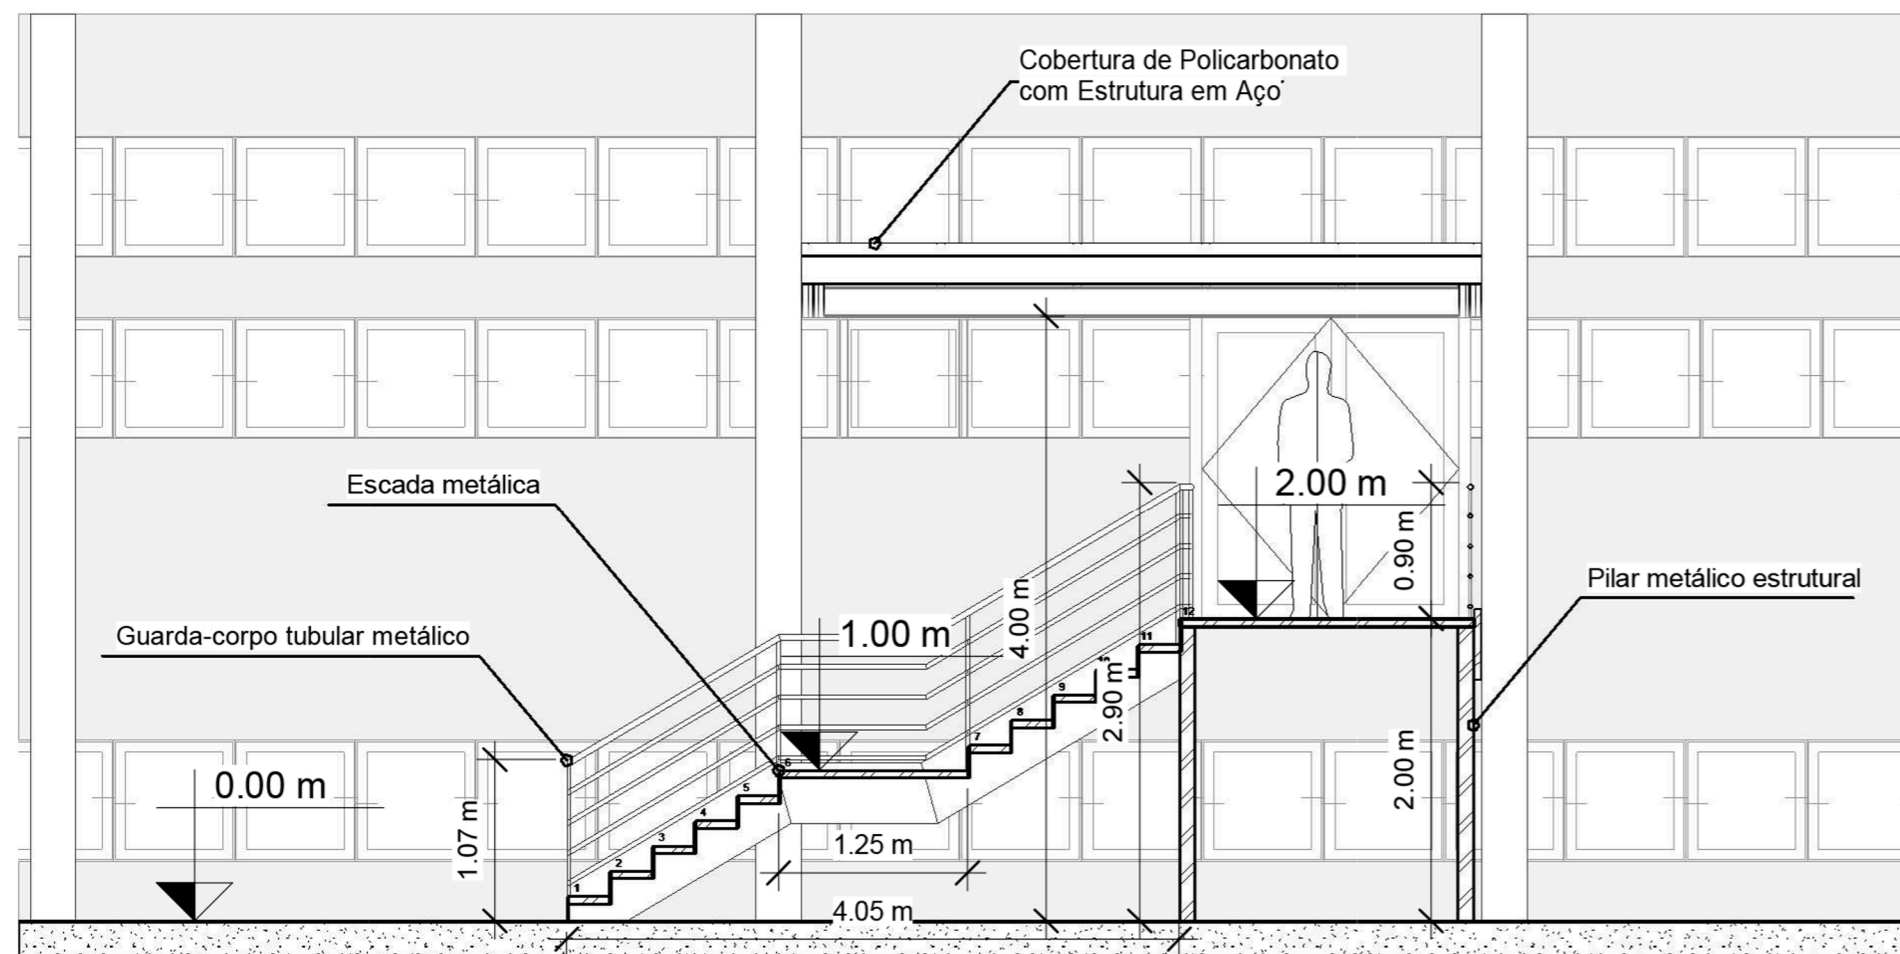 Cobertura de Policarbonato
com Estrutura em Aço
Escada metálica
2.00 m
0.90 m
Pilar metálico estrutural
4.00 m
12
Guarda-corpo tubular metálico
1.00 m
11
2.90 m
9
8
7
6
5
4
3
2
1
0.00 m
1.07 m
2.00 m
1.25 m
4.05 m